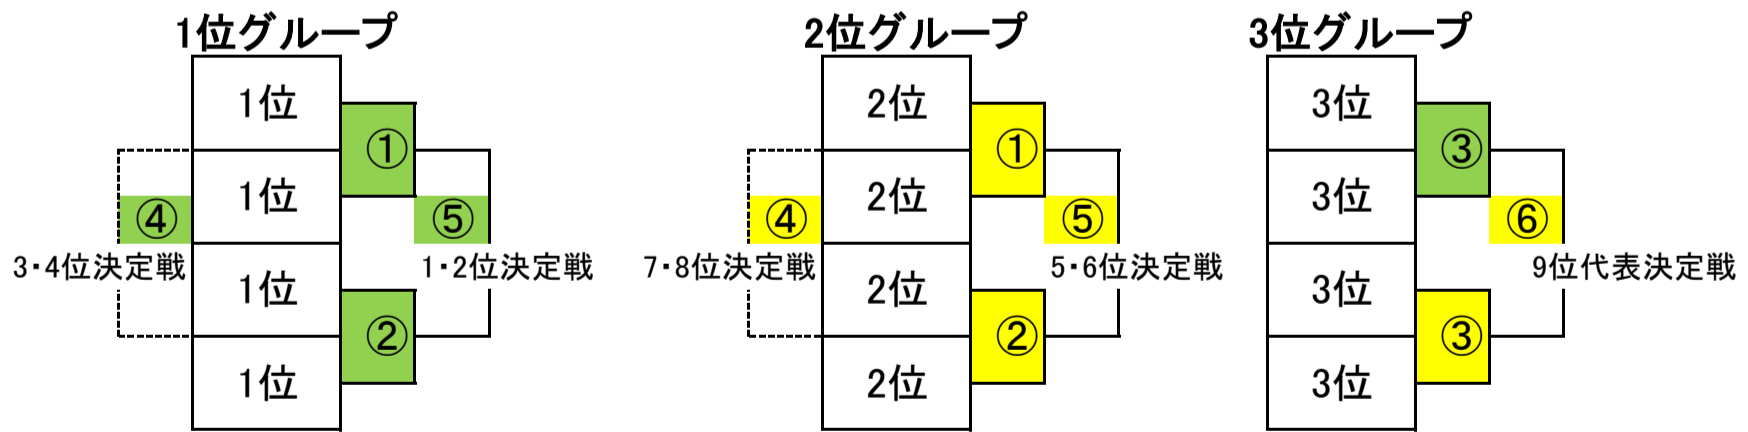 1位グループ
1位
①
1位
④
⑤
3・4位決定戦
1・2位決定戦
1位
②
1位
2位グループ
2位
①
2位
④
⑤
7・8位決定戦
5・6位決定戦
2位
②
2位
3位グループ
3位
③
3位
⑥
9位代表決定戦
3位
③
3位